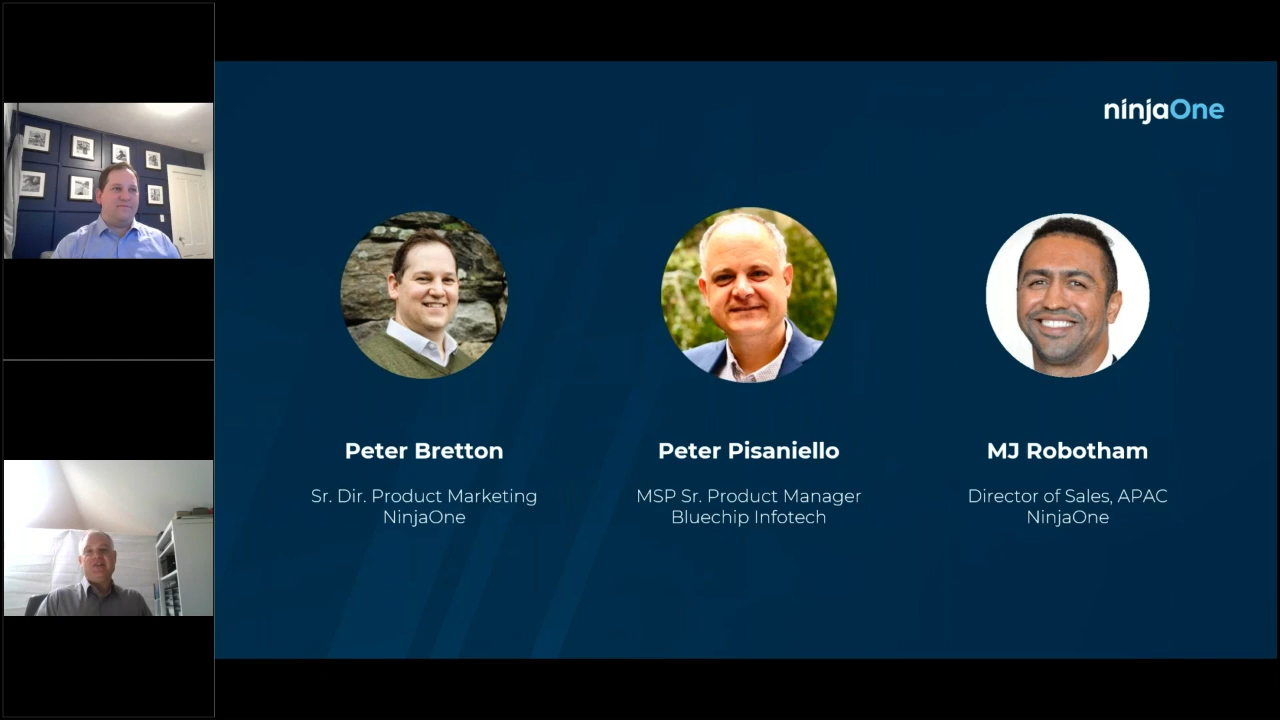 ninjaOne
Peter Bretton
Sr. Dir. Product Marketing
NinjaOne
Peter Pisaniello
MSP Sr. Product Manager
Bluechip Infotech
MJ Robotham
Director of Sales, APAC
NinjaOne